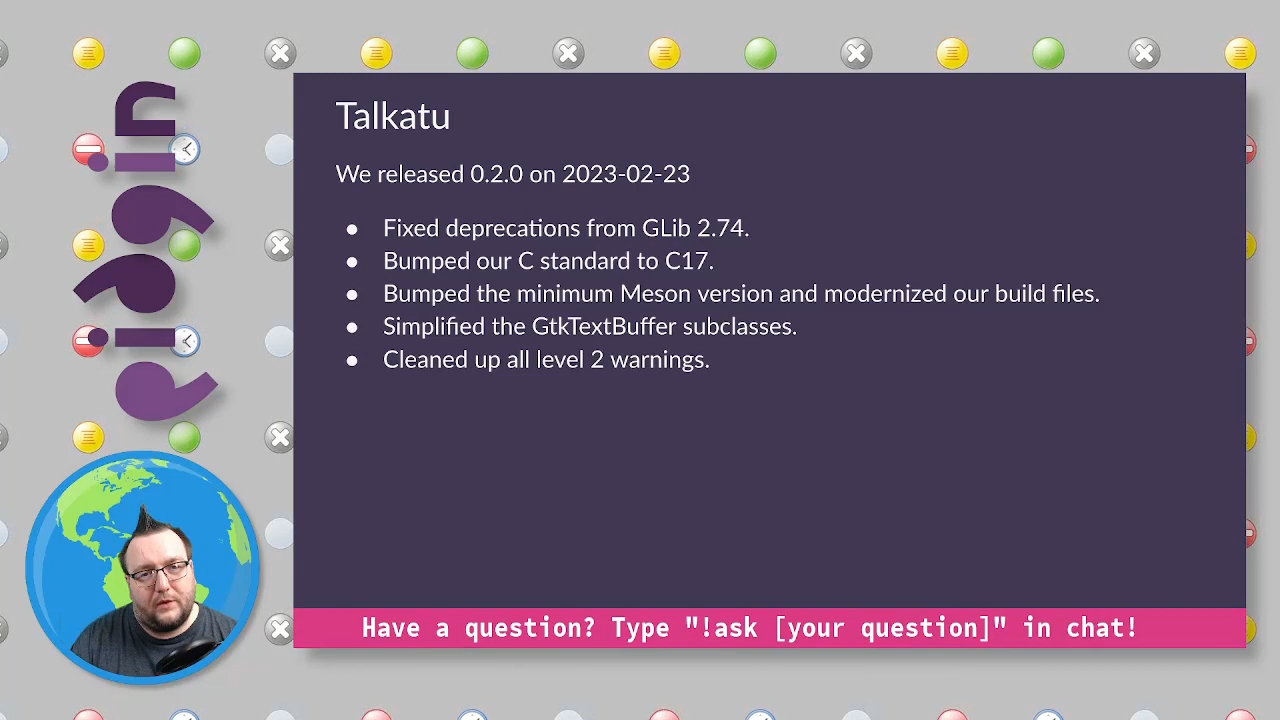 pidgin
Talkatu
We released 0.2.0 on 2023-02-23
● Fixed deprecations from GLib 2.74.
● Bumped our C standard to C17.
● Bumped the minimum Meson version and modernized our build files.
● Simplified the GtkTextBuffer subclasses.
● Cleaned up all level 2 warnings.
Have a question? Type "!ask [your question]" in chat!